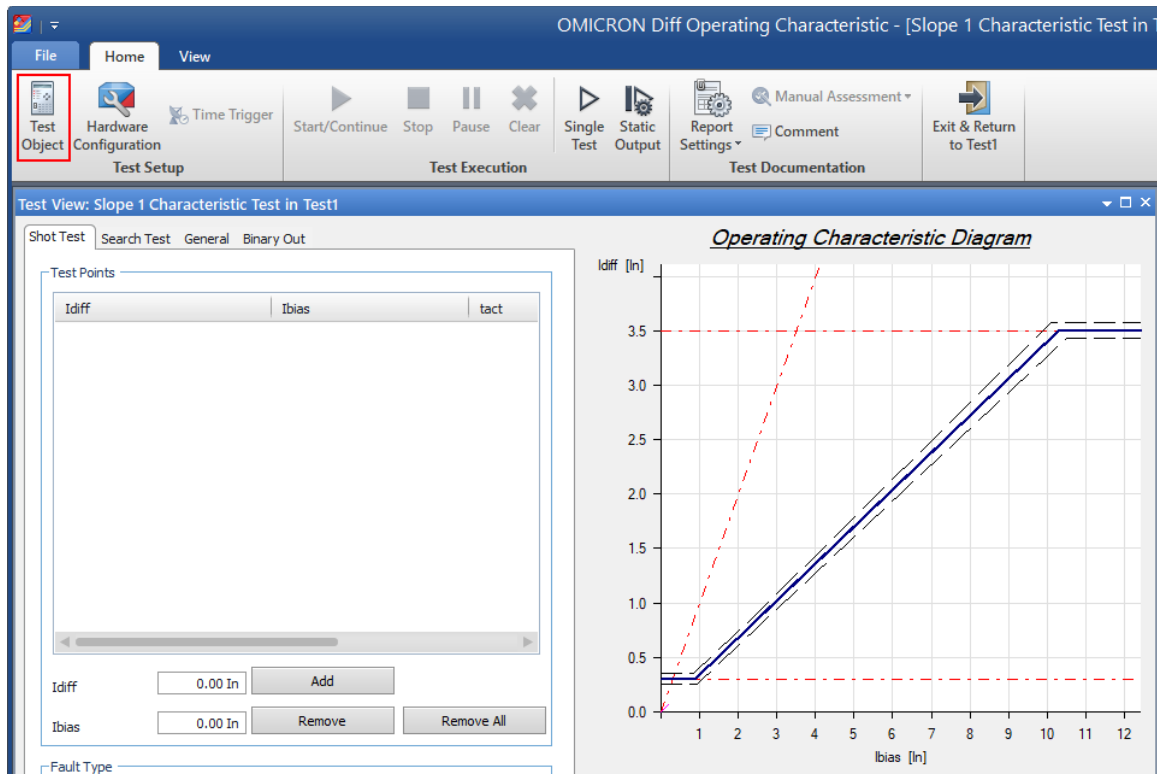 OMICRON Diff Operating Characteristic - [Slope 1 Characteristic Test in T
File Home View
Test Object
Hardware Configuration
Time Trigger
Test Setup
Start/Continue Stop Pause Clear
Single Test
Static Output
Test Execution
Report Settings
Manual Assessment
Comment
Test Documentation
Exit & Return to Test1
Test View: Slope 1 Characteristic Test in Test1
Shot Test Search Test General Binary Out
Test Points
Idiff Ibias tact
Idiff 0.00 In Add
Ibias 0.00 In Remove Remove All
Fault Type
Operating Characteristic Diagram
Idiff [In]
3.5
3.0
2.5
2.0
1.5
1.0
0.5
0.0
1 2 3 4 5 6 7 8 9 10 11 12
Ibias [In]